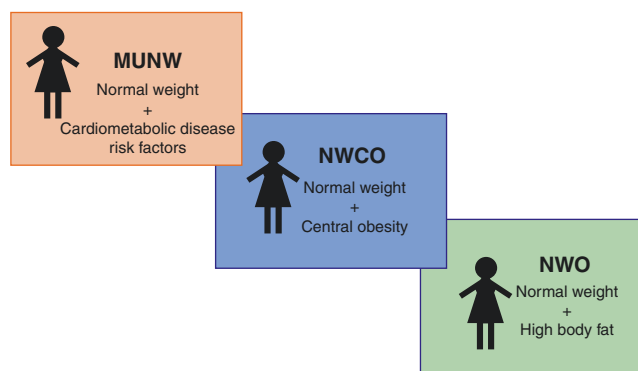 MUNW
Normal weight
+
Cardiometabolic disease
risk factors
NWCO
Normal weight
+
Central obesity
NWO
Normal weight
+
High body fat